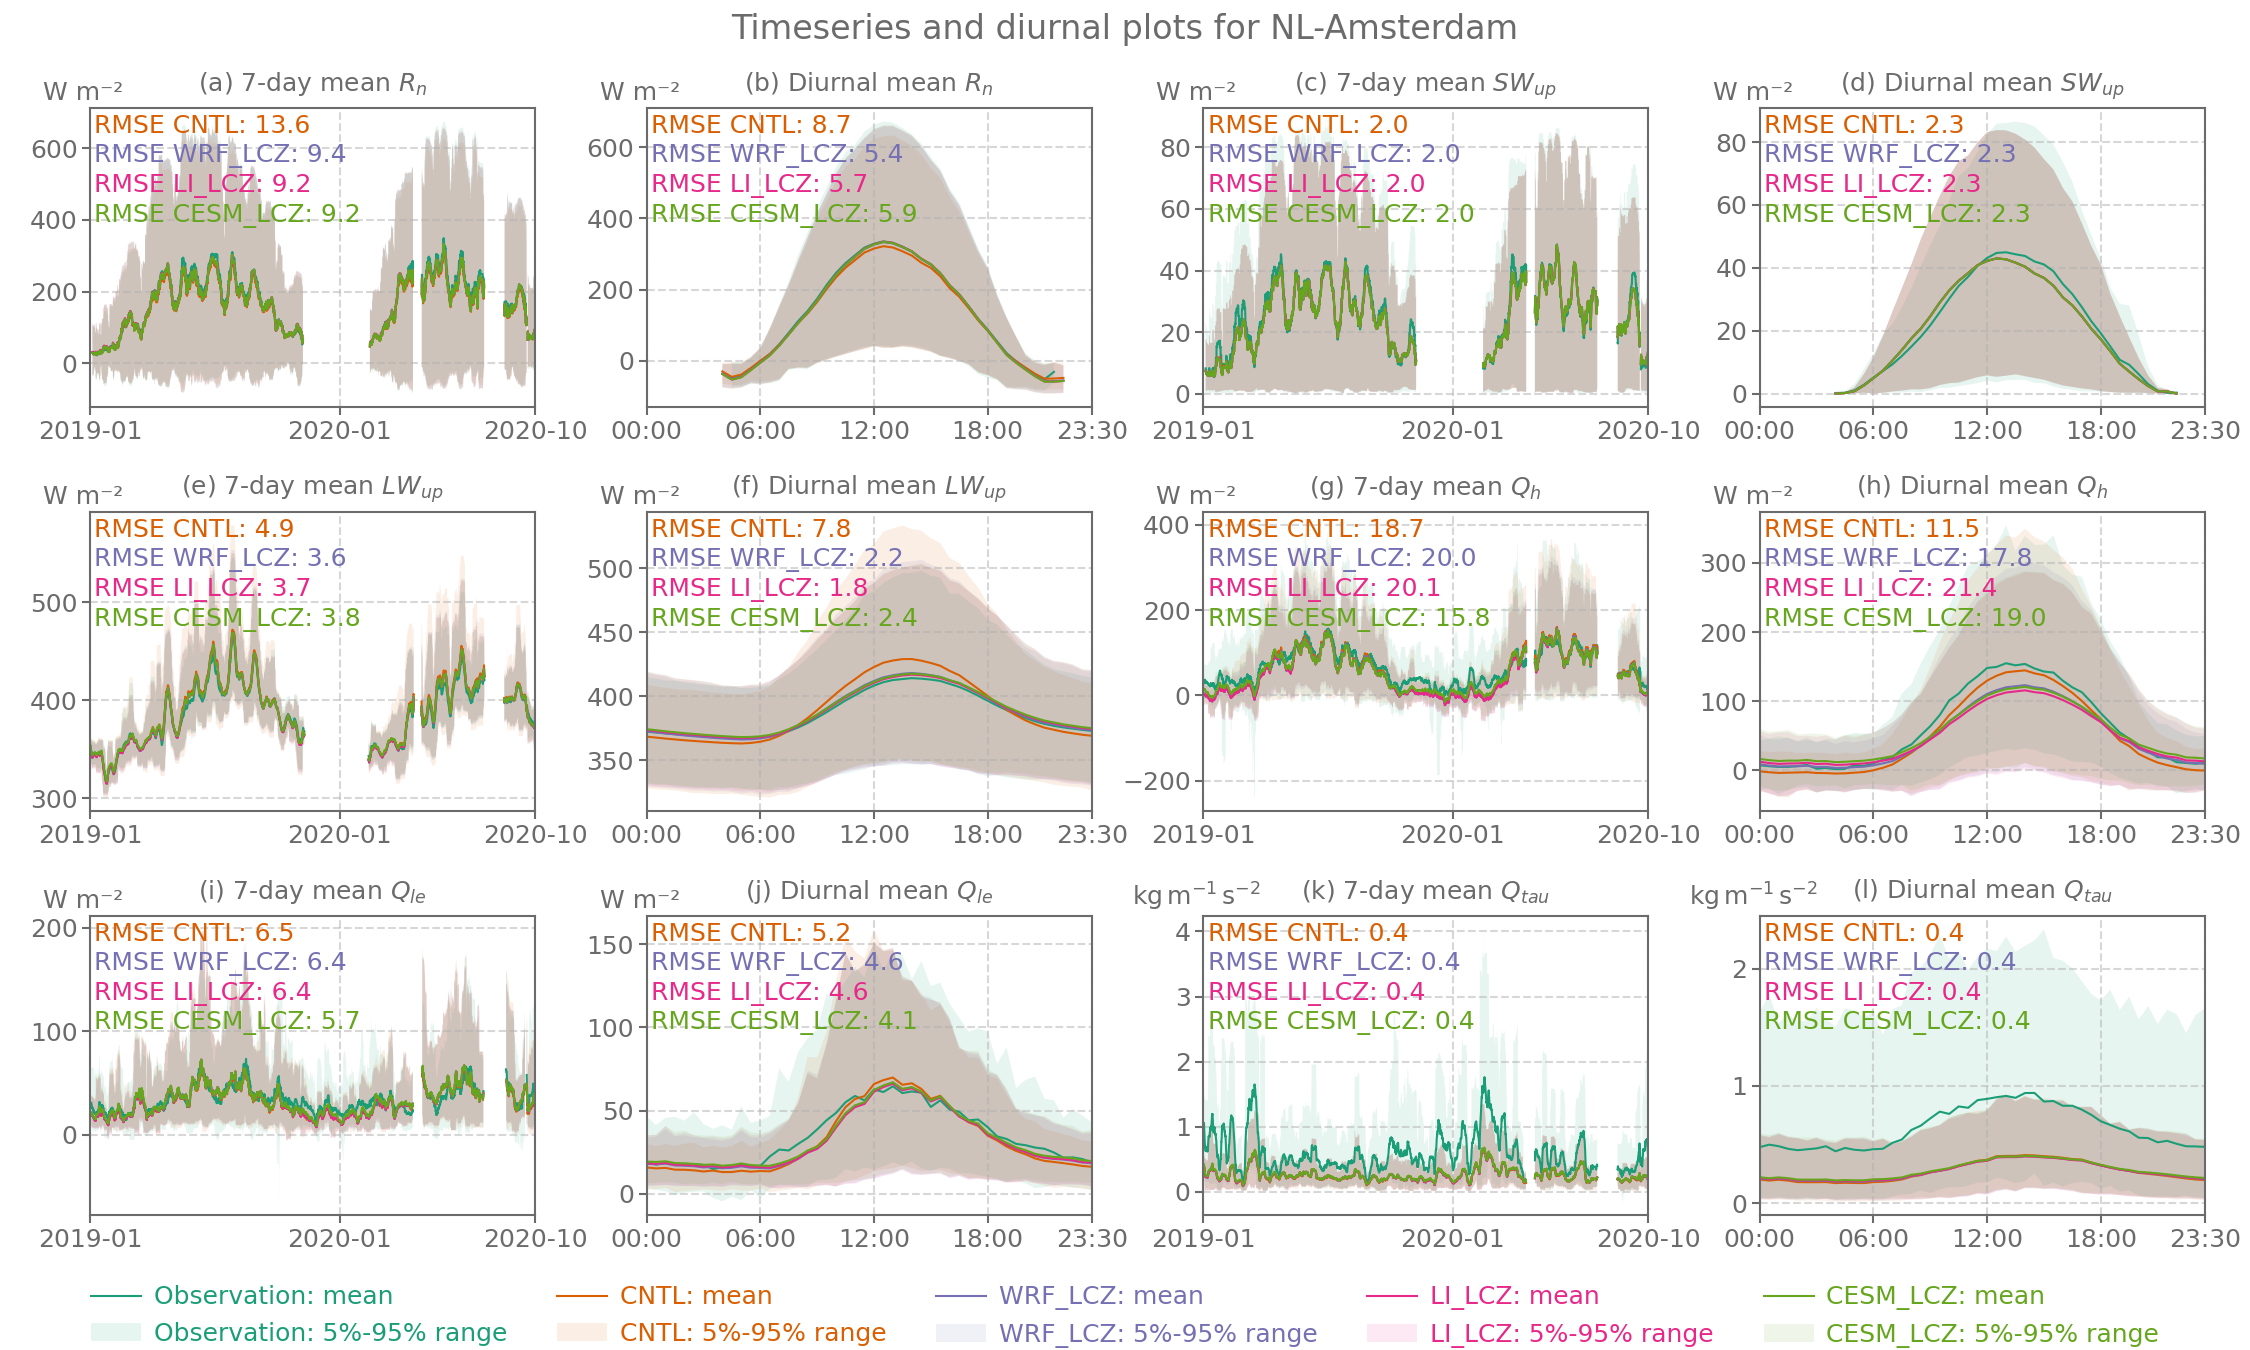 Timeseries and diurnal plots for NL-Amsterdam
W m⁻²
(a) 7-day mean Rₙ
RMSE CNTL: 13.6
RMSE WRF_LCZ: 9.4
RMSE LI_LCZ: 9.2
RMSE CESM_LCZ: 9.2
600
400
200
0
2019-01
2020-01
2020-10
W m⁻²
(b) Diurnal mean Rₙ
RMSE CNTL: 8.7
RMSE WRF_LCZ: 5.4
RMSE LI_LCZ: 5.7
RMSE CESM_LCZ: 5.9
600
400
200
0
00:00
06:00
12:00
18:00
23:30
W m⁻²
(c) 7-day mean SWup
RMSE CNTL: 2.0
RMSE WRF_LCZ: 2.0
RMSE LI_LCZ: 2.0
RMSE CESM_LCZ: 2.0
80
60
40
20
0
2019-01
2020-01
2020-10
W m⁻²
(d) Diurnal mean SWup
RMSE CNTL: 2.3
RMSE WRF_LCZ: 2.3
RMSE LI_LCZ: 2.3
RMSE CESM_LCZ: 2.3
80
60
40
20
0
00:00
06:00
12:00
18:00
23:30
W m⁻²
(e) 7-day mean LWup
RMSE CNTL: 4.9
RMSE WRF_LCZ: 3.6
RMSE LI_LCZ: 3.7
RMSE CESM_LCZ: 3.8
500
400
300
2019-01
2020-01
2020-10
W m⁻²
(f) Diurnal mean LWup
RMSE CNTL: 7.8
RMSE WRF_LCZ: 2.2
RMSE LI_LCZ: 1.8
RMSE CESM_LCZ: 2.4
500
450
400
350
00:00
06:00
12:00
18:00
23:30
W m⁻²
(g) 7-day mean Qh
RMSE CNTL: 18.7
RMSE WRF_LCZ: 20.0
RMSE LI_LCZ: 20.1
RMSE CESM_LCZ: 15.8
400
200
0
−200
2019-01
2020-01
2020-10
W m⁻²
(h) Diurnal mean Qh
RMSE CNTL: 11.5
RMSE WRF_LCZ: 17.8
RMSE LI_LCZ: 21.4
RMSE CESM_LCZ: 19.0
300
200
100
0
00:00
06:00
12:00
18:00
23:30
W m⁻²
(i) 7-day mean Qle
RMSE CNTL: 6.5
RMSE WRF_LCZ: 6.4
RMSE LI_LCZ: 6.4
RMSE CESM_LCZ: 5.7
200
100
0
2019-01
2020-01
2020-10
W m⁻²
(j) Diurnal mean Qle
RMSE CNTL: 5.2
RMSE WRF_LCZ: 4.6
RMSE LI_LCZ: 4.6
RMSE CESM_LCZ: 4.1
150
100
50
0
00:00
06:00
12:00
18:00
23:30
kg m⁻¹ s⁻²
(k) 7-day mean Qtau
RMSE CNTL: 0.4
RMSE WRF_LCZ: 0.4
RMSE LI_LCZ: 0.4
RMSE CESM_LCZ: 0.4
4
3
2
1
0
2019-01
2020-01
2020-10
kg m⁻¹ s⁻²
(l) Diurnal mean Qtau
RMSE CNTL: 0.4
RMSE WRF_LCZ: 0.4
RMSE LI_LCZ: 0.4
RMSE CESM_LCZ: 0.4
2
1
0
00:00
06:00
12:00
18:00
23:30
Observation: mean
CNTL: mean
WRF_LCZ: mean
LI_LCZ: mean
CESM_LCZ: mean
Observation: 5%-95% range
CNTL: 5%-95% range
WRF_LCZ: 5%-95% range
LI_LCZ: 5%-95% range
CESM_LCZ: 5%-95% range